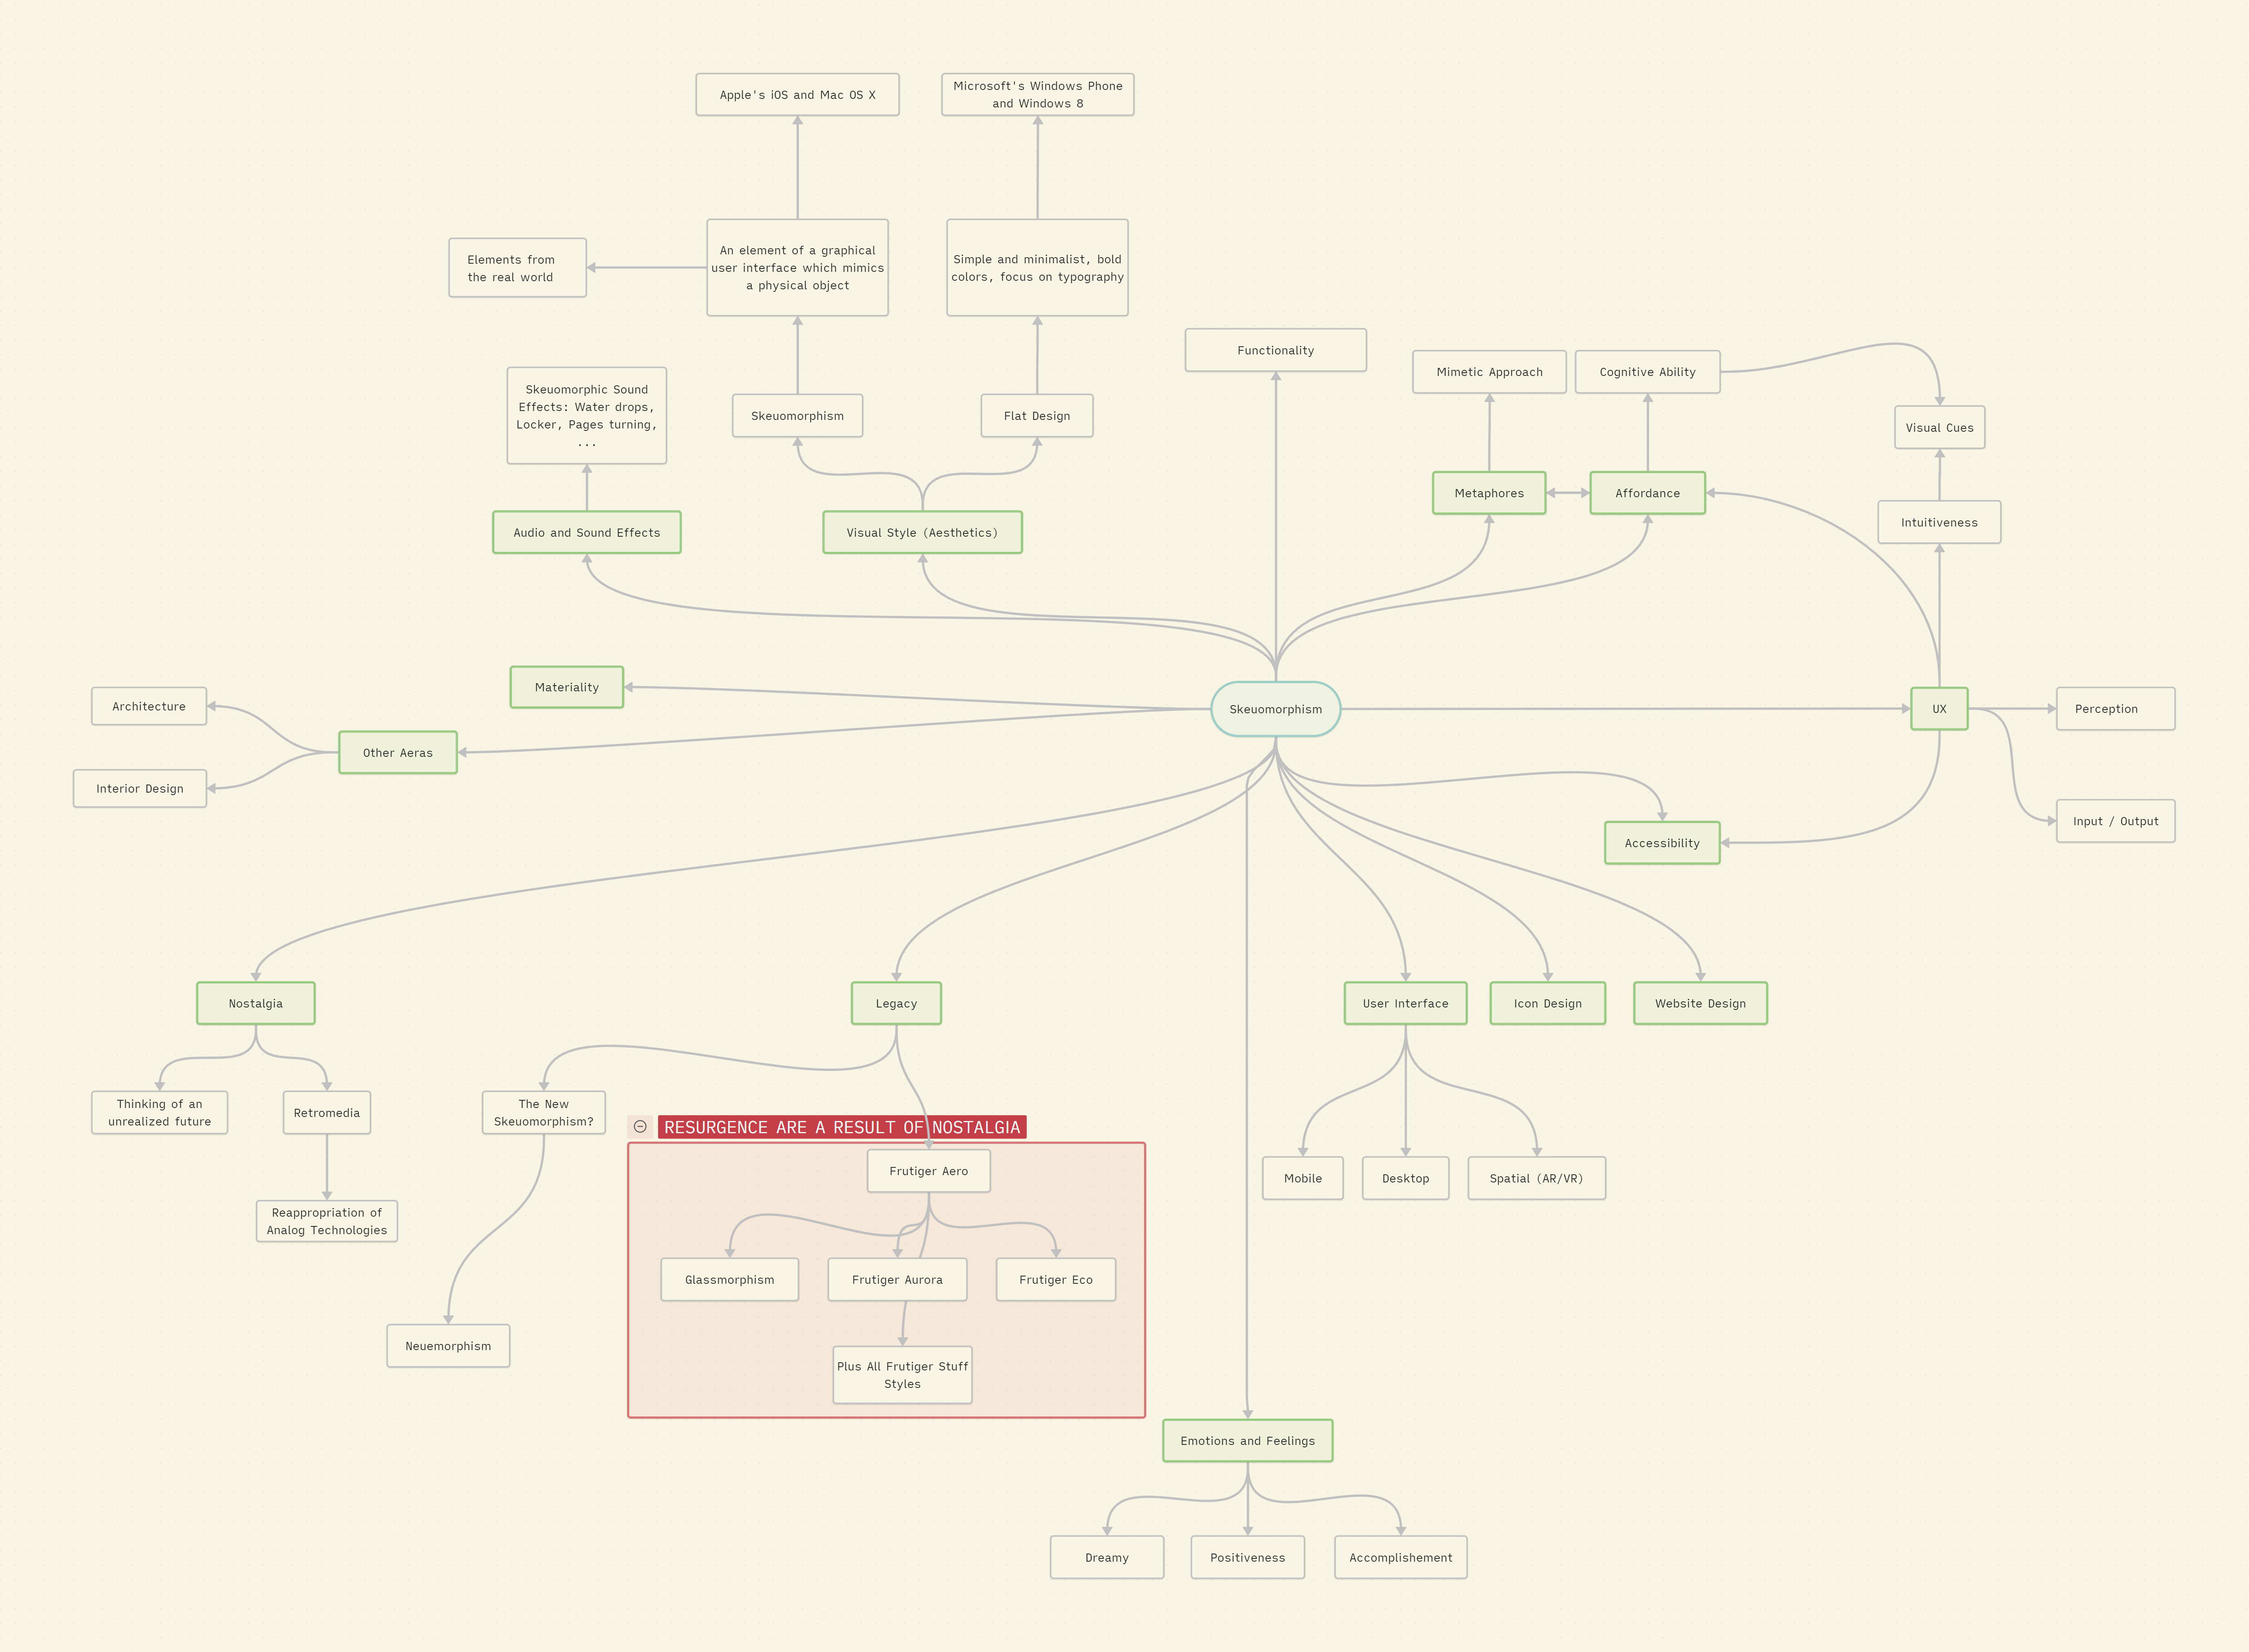 Apple's iOS and Mac OS X
Microsoft's Windows Phone
and Windows 8
Elements from
the real world
An element of a graphical
user interface which mimics
a physical object
Simple and minimalist, bold
colors, focus on typography
Functionality
Skeuomorphic Sound
Effects: Water drops,
Locker, Pages turning,
...
Skeuomorphism
Flat Design
Mimetic Approach
Cognitive Ability
Visual Cues
Metaphores
Affordance
Intuitiveness
Audio and Sound Effects
Visual Style (Aesthetics)
Materiality
Architecture
Skeuomorphism
UX
Perception
Other Aeras
Interior Design
Input / Output
Accessibility
Nostalgia
Legacy
User Interface
Icon Design
Website Design
Thinking of an
unrealized future
Retromedia
The New
Skeuomorphism?
RESURGENCE ARE A RESULT OF NOSTALGIA
Frutiger Aero
Mobile
Desktop
Spatial (AR/VR)
Reappropriation of
Analog Technologies
Glassmorphism
Frutiger Aurora
Frutiger Eco
Neuemorphism
Plus All Frutiger Stuff
Styles
Emotions and Feelings
Dreamy
Positiveness
Accomplishement